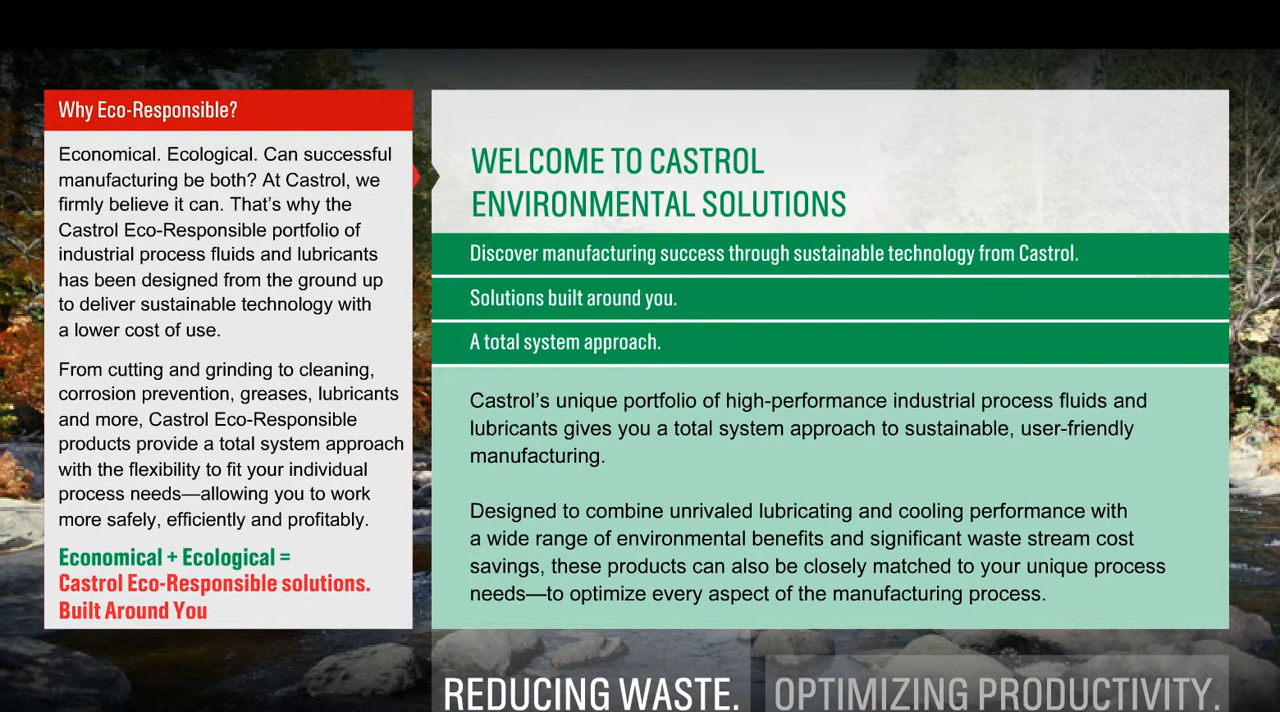 Why Eco-Responsible?
Economical. Ecological. Can successful
manufacturing be both? At Castrol, we
firmly believe it can. That's why the
Castrol Eco-Responsible portfolio of
industrial process fluids and lubricants
has been designed from the ground up
to deliver sustainable technology with
a lower cost of use.
From cutting and grinding to cleaning,
corrosion prevention, greases, lubricants
and more, Castrol Eco-Responsible
products provide a total system approach
with the flexibility to fit your individual
process needs—allowing you to work
more safely, efficiently and profitably.
Economical + Ecological =
Castrol Eco-Responsible solutions.
Built Around You
WELCOME TO CASTROL
ENVIRONMENTAL SOLUTIONS
Discover manufacturing success through sustainable technology from Castrol.
Solutions built around you.
A total system approach.
Castrol's unique portfolio of high-performance industrial process fluids and
lubricants gives you a total system approach to sustainable, user-friendly
manufacturing.
Designed to combine unrivaled lubricating and cooling performance with
a wide range of environmental benefits and significant waste stream cost
savings, these products can also be closely matched to your unique process
needs—to optimize every aspect of the manufacturing process.
REDUCING WASTE.
OPTIMIZING PRODUCTIVITY.